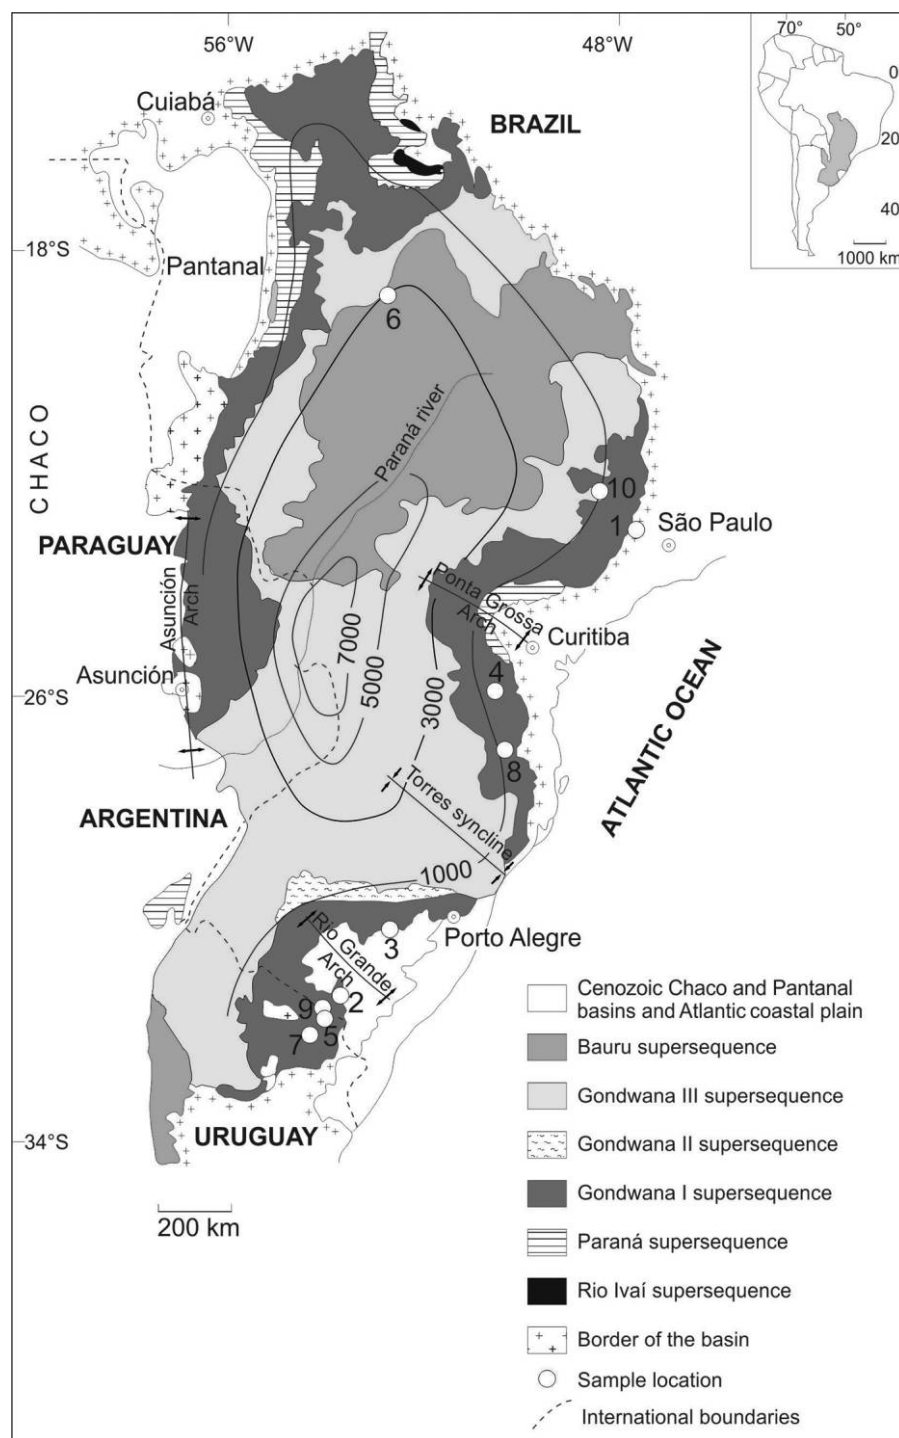 56°W
48°W
70°
50°
0
20
40
1000 km
Cuiabá
BRAZIL
18°S
Pantanal
6
CHACO
Paraná river
10
1
São Paulo
PARAGUAY
Asunción
Arch
Ponta Grossa
Arch
Curitiba
7000
5000
3000
4
Asunción
26°S
8
ATLANTIC OCEAN
Torres syncline
ARGENTINA
1000
Rio Grande
Arch
3
Porto Alegre
2
9
5
7
URUGUAY
34°S
200 km
Cenozoic Chaco and Pantanal
basins and Atlantic coastal plain
Bauru supersequence
Gondwana III supersequence
Gondwana II supersequence
Gondwana I supersequence
Paraná supersequence
Rio Ivaí supersequence
Border of the basin
Sample location
International boundaries